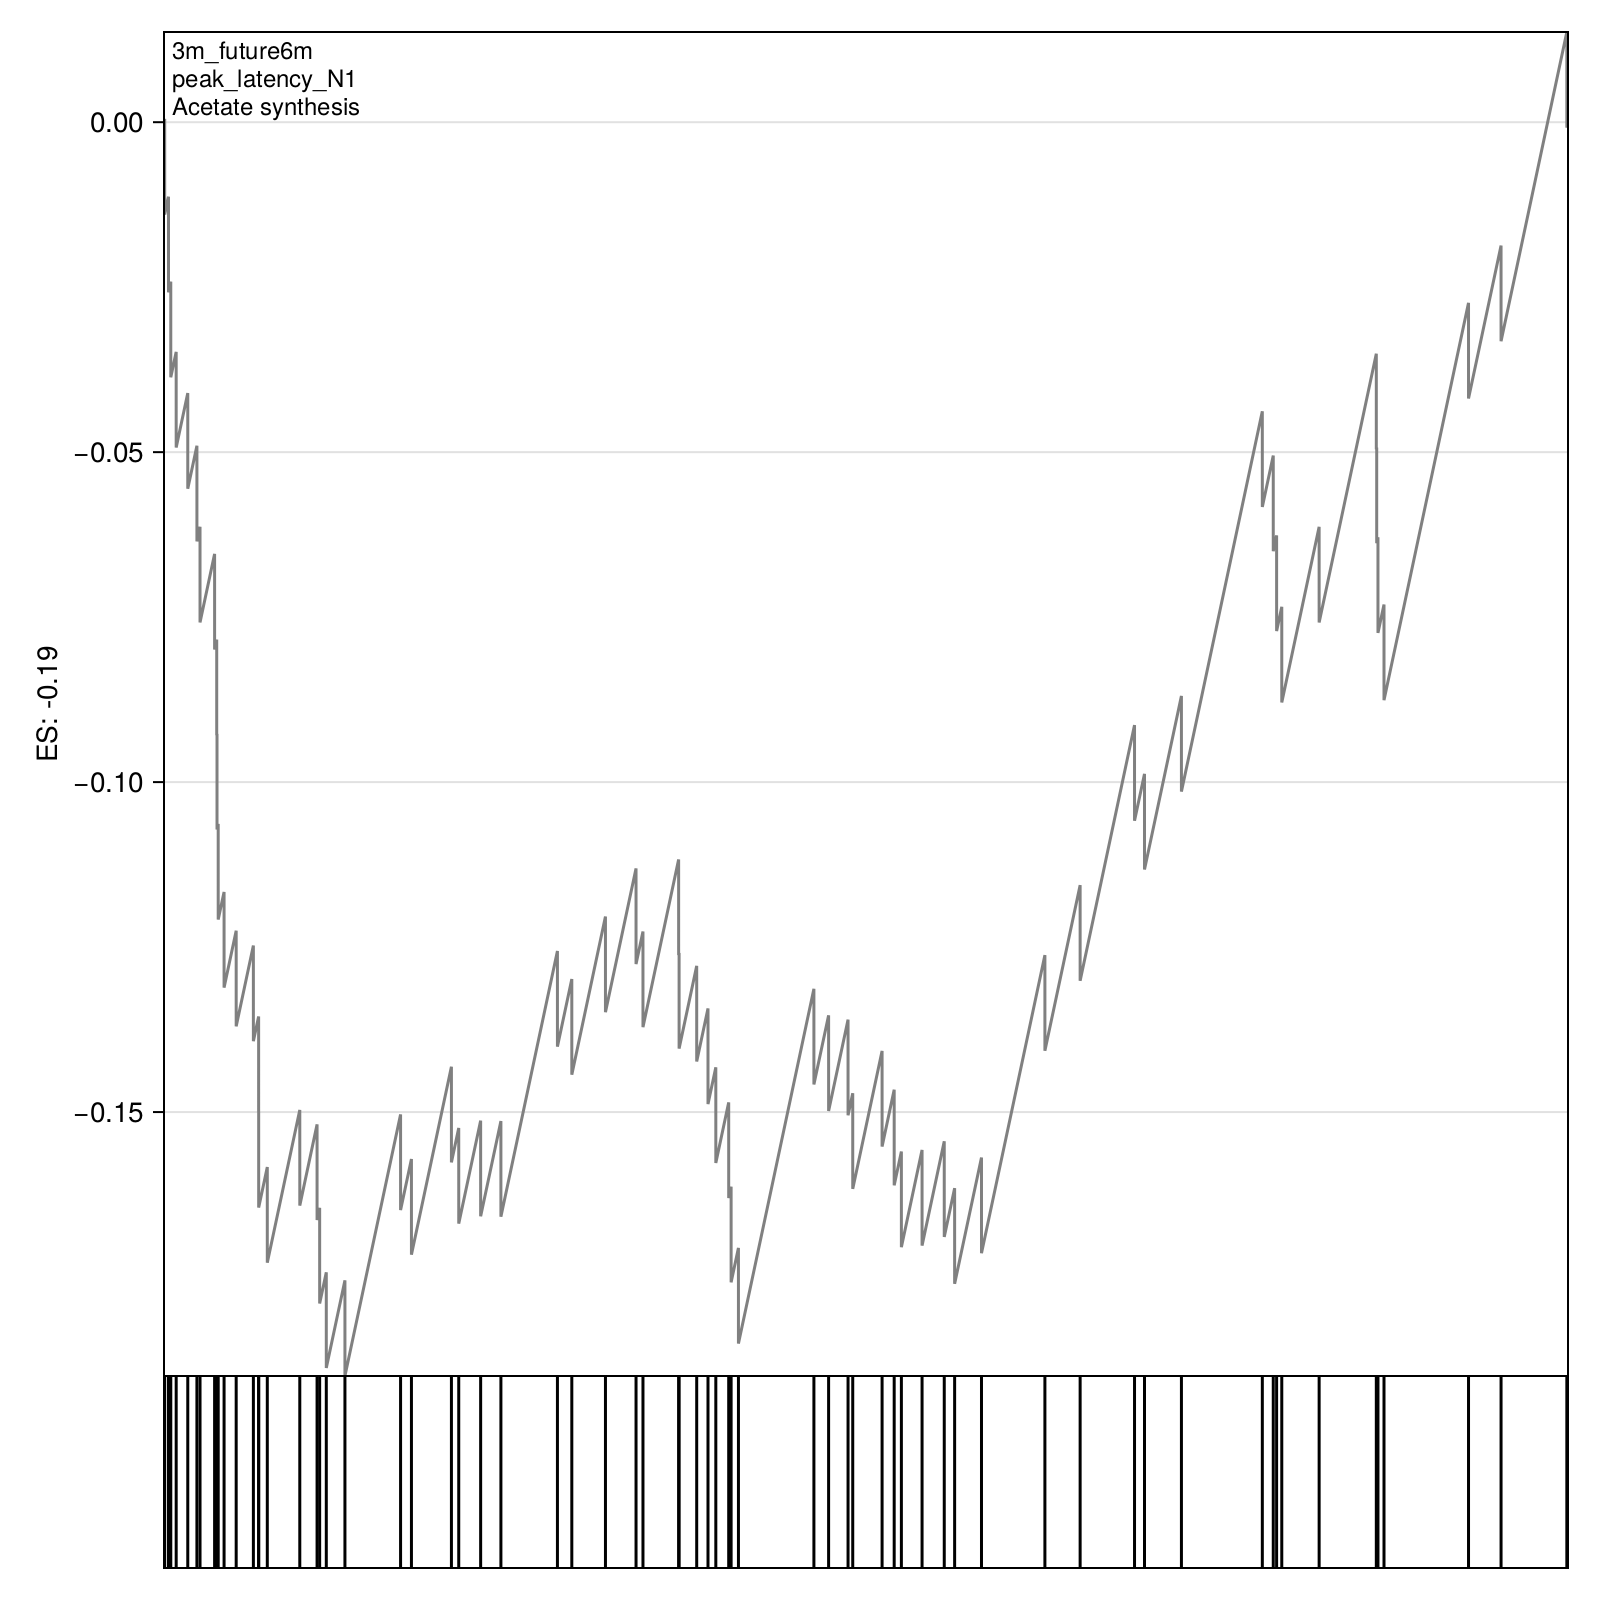 3m_future6m
peak_latency_N1
Acetate synthesis
0.00
−0.05
−0.10
−0.15
ES: -0.19